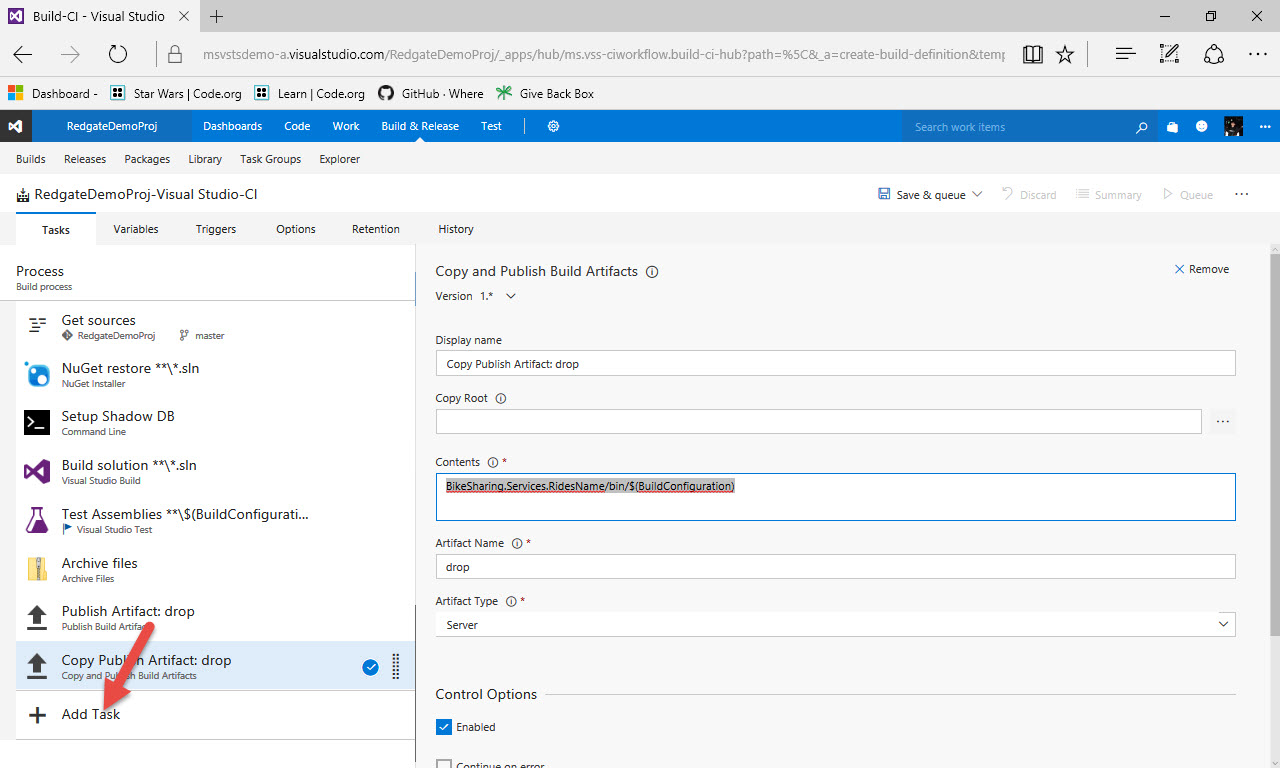 Build-CI - Visual Studio
msvstsdemo-a.visualstudio.com/RedgateDemoProj/_apps/hub/ms.vss-ciworkflow.build-ci-hub?path=%5C&_a=create-build-definition&temp
Dashboard - Star Wars | Code.org Learn | Code.org GitHub · Where Give Back Box
RedgateDemoProj Dashboards Code Work Build & Release Test Search work items
Builds Releases Packages Library Task Groups Explorer
RedgateDemoProj-Visual Studio-CI Save & queue Discard Summary Queue
Tasks Variables Triggers Options Retention History
Process
Build process
Get sources
RedgateDemoProj master
NuGet restore **\*.sln
NuGet Installer
Setup Shadow DB
Command Line
Build solution **\*.sln
Visual Studio Build
Test Assemblies **\$(BuildConfigurati...
Visual Studio Test
Archive files
Archive Files
Publish Artifact: drop
Publish Build Artifacts
Copy Publish Artifact: drop
Copy and Publish Build Artifacts
Add Task
Copy and Publish Build Artifacts Remove
Version 1.*
Display name
Copy Publish Artifact: drop
Copy Root
Contents *
BikeSharing.Services.RidesName/bin/$(BuildConfiguration)
Artifact Name *
drop
Artifact Type *
Server
Control Options
Enabled
Continue on error